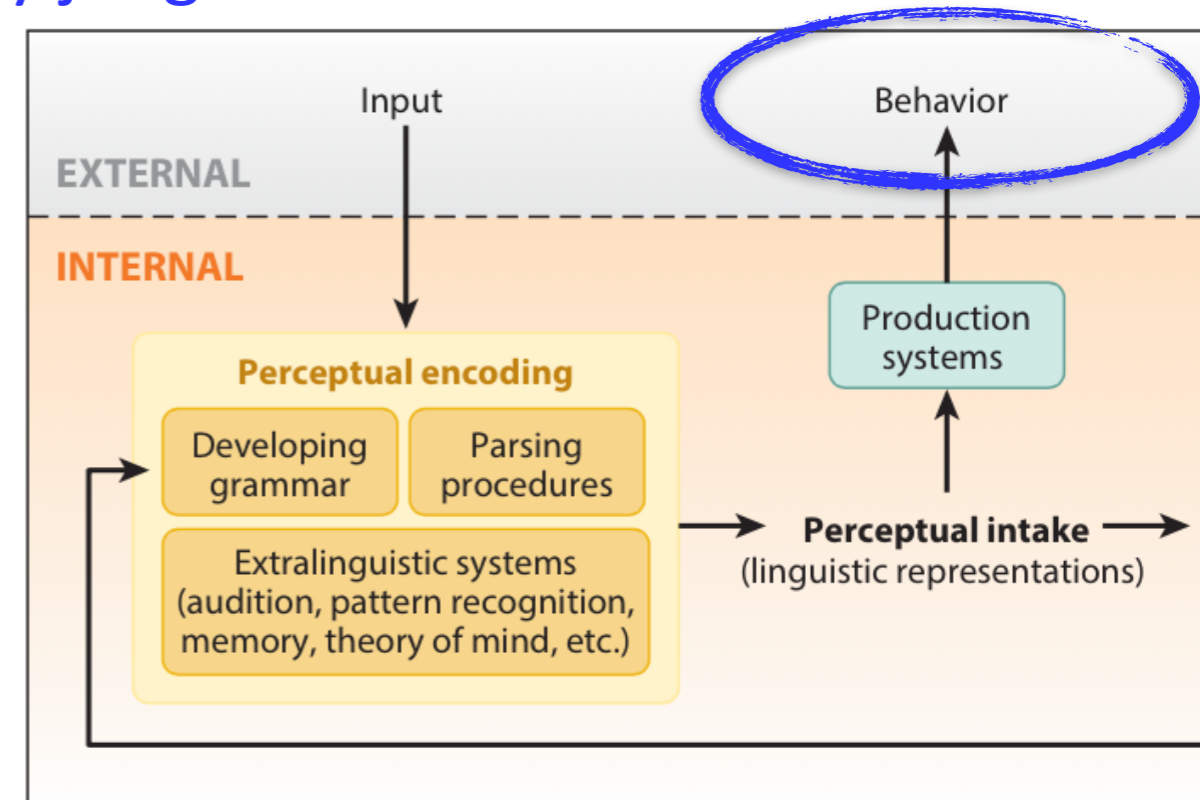 Input
Behavior
EXTERNAL
INTERNAL
Production
systems
Perceptual encoding
Developing
grammar
Parsing
procedures
Extralinguistic systems
(audition, pattern recognition,
memory, theory of mind, etc.)
Perceptual intake
(linguistic representations)